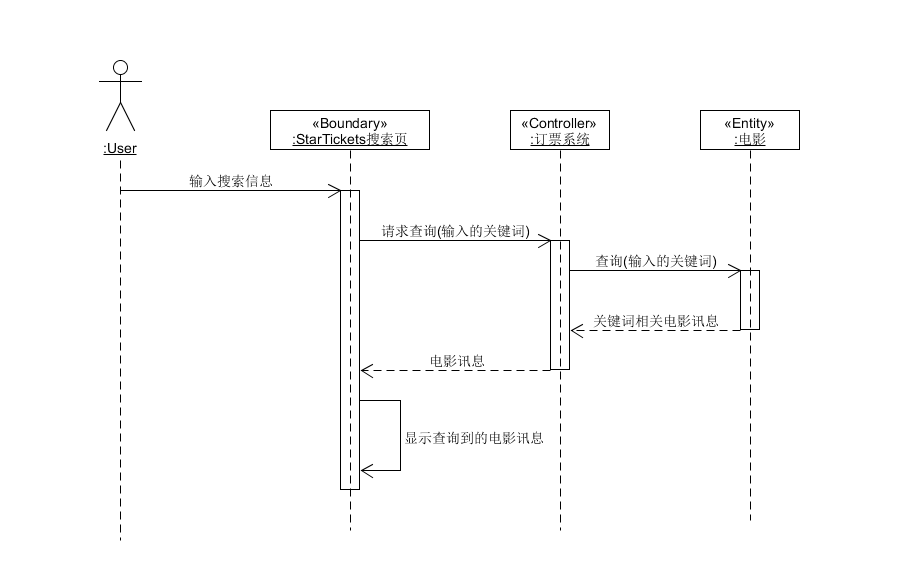 :User
«Boundary»
:StarTickets搜索页
«Controller»
:订票系统
«Entity»
:电影
输入搜索信息
请求查询(输入的关键词)
查询(输入的关键词)
关键词相关电影讯息
电影讯息
显示查询到的电影讯息